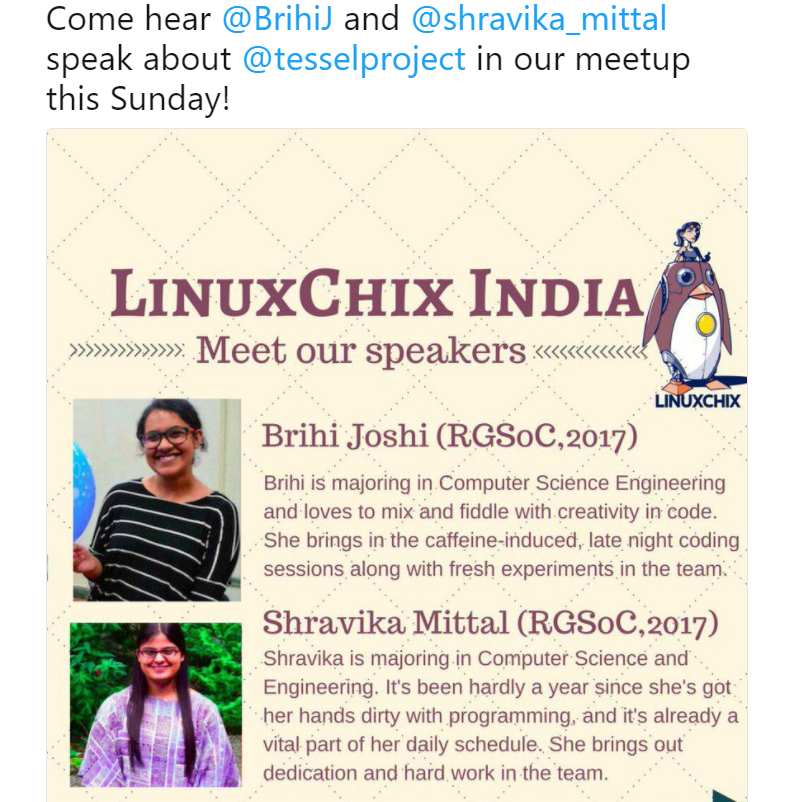 Come hear @BrihiJ and @shravika_mittal
speak about @tesselproject in our meetup
this Sunday!
LINUXCHIX INDIA
>>>>>>>>>>>>> Meet our speakers <<<<<<<<<<<<<
LINUXCHIX
Brihi Joshi (RGSoC,2017)
Brihi is majoring in Computer Science Engineering
and loves to mix and fiddle with creativity in code.
She brings in the caffeine-induced, late night coding
sessions along with fresh experiments in the team.
Shravika Mittal (RGSoC,2017)
Shravika is majoring in Computer Science and
Engineering. It's been hardly a year since she's got
her hands dirty with programming, and it's already a
vital part of her daily schedule. She brings out
dedication and hard work in the team.